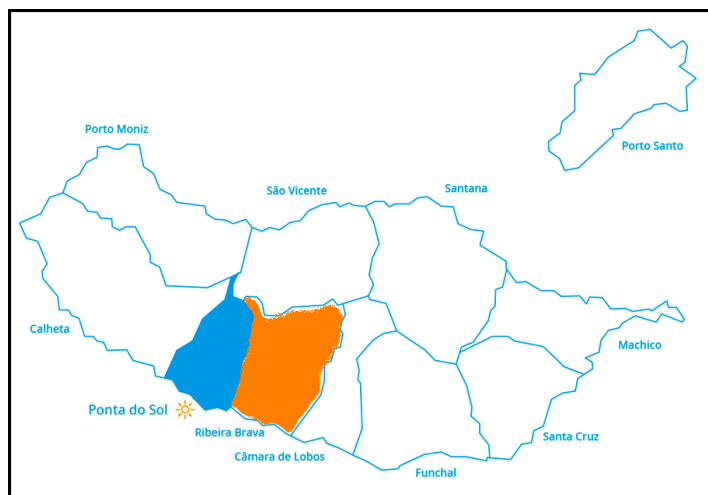 Porto Moniz
Porto Santo
São Vicente
Santana
Calheta
Machico
Ponta do Sol
Ribeira Brava
Santa Cruz
Câmara de Lobos
Funchal